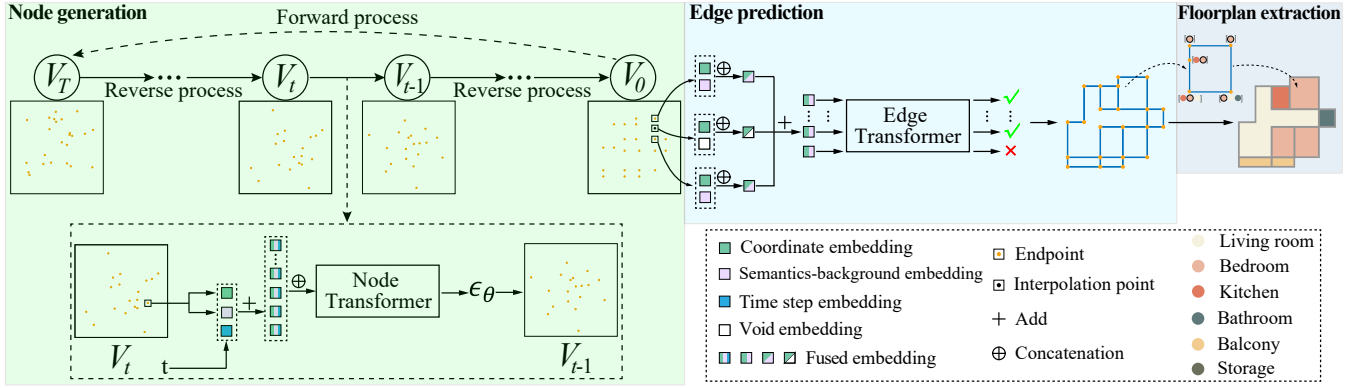 Node generation
Edge prediction
Floorplan extraction
Forward process
V_T
V_t
V_{t-1}
V_0
Reverse process
Reverse process
Edge
Transformer
Node
Transformer
ϵ_θ
V_t
t
V_{t-1}
Coordinate embedding
Semantics-background embedding
Time step embedding
Void embedding
Fused embedding
Endpoint
Interpolation point
Add
Concatenation
Living room
Bedroom
Kitchen
Bathroom
Balcony
Storage